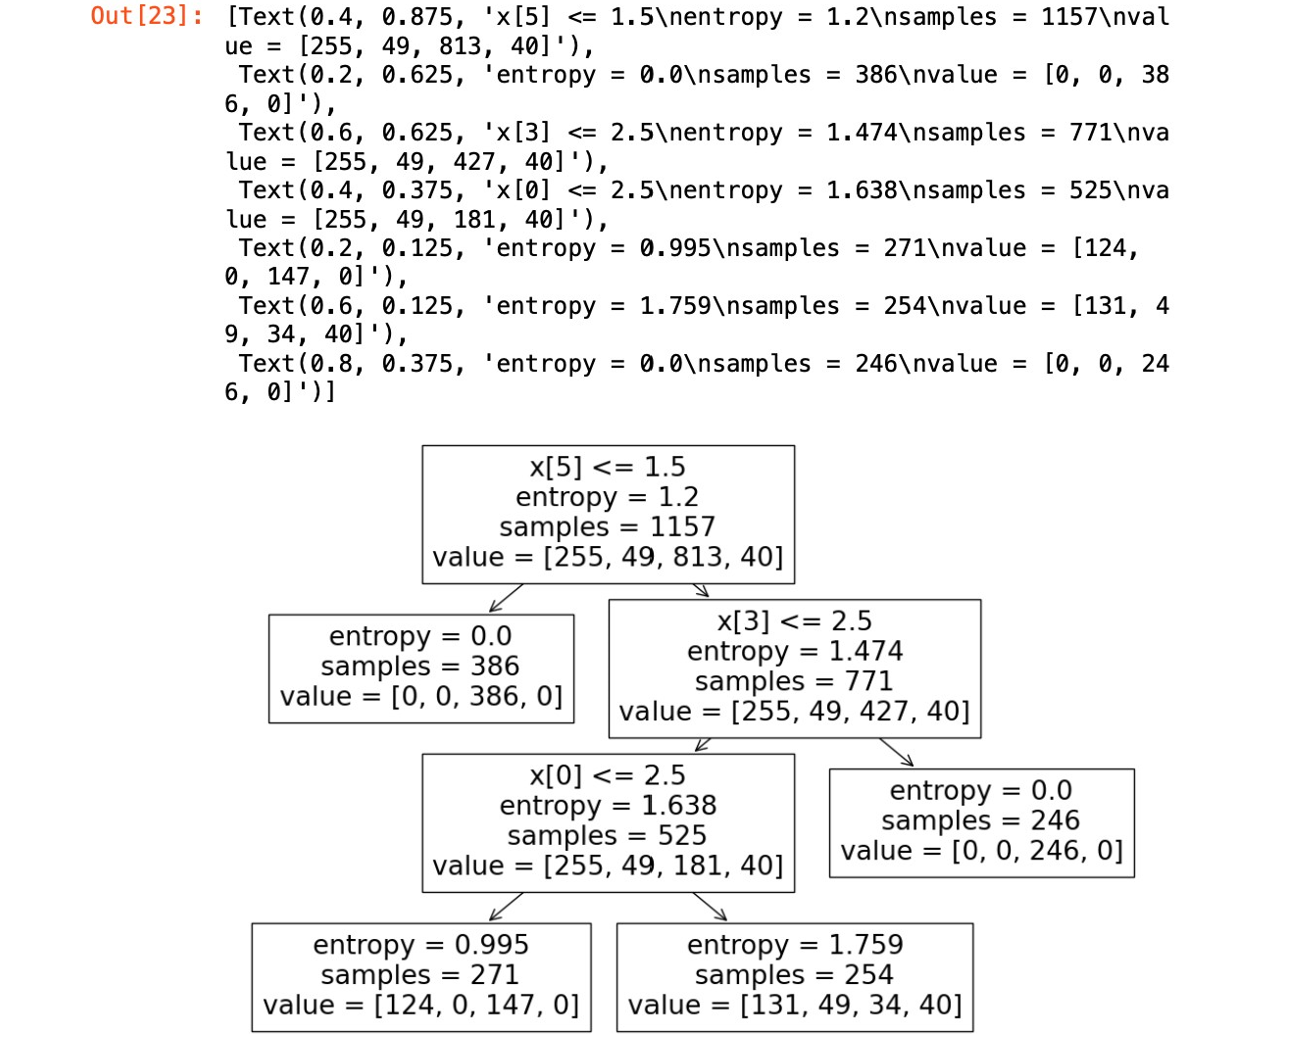 Out[23]: [Text(0.4, 0.875, 'x[5] <= 1.5\nentropy = 1.2\nsamples = 1157\nval
ue = [255, 49, 813, 40]'),
 Text(0.2, 0.625, 'entropy = 0.0\nsamples = 386\nvalue = [0, 0, 38
6, 0]'),
 Text(0.6, 0.625, 'x[3] <= 2.5\nentropy = 1.474\nsamples = 771\nva
lue = [255, 49, 427, 40]'),
 Text(0.4, 0.375, 'x[0] <= 2.5\nentropy = 1.638\nsamples = 525\nva
lue = [255, 49, 181, 40]'),
 Text(0.2, 0.125, 'entropy = 0.995\nsamples = 271\nvalue = [124,
0, 147, 0]'),
 Text(0.6, 0.125, 'entropy = 1.759\nsamples = 254\nvalue = [131, 4
9, 34, 40]'),
 Text(0.8, 0.375, 'entropy = 0.0\nsamples = 246\nvalue = [0, 0, 24
6, 0]')]
x[5] <= 1.5
entropy = 1.2
samples = 1157
value = [255, 49, 813, 40]
entropy = 0.0
samples = 386
value = [0, 0, 386, 0]
x[3] <= 2.5
entropy = 1.474
samples = 771
value = [255, 49, 427, 40]
x[0] <= 2.5
entropy = 1.638
samples = 525
value = [255, 49, 181, 40]
entropy = 0.0
samples = 246
value = [0, 0, 246, 0]
entropy = 0.995
samples = 271
value = [124, 0, 147, 0]
entropy = 1.759
samples = 254
value = [131, 49, 34, 40]